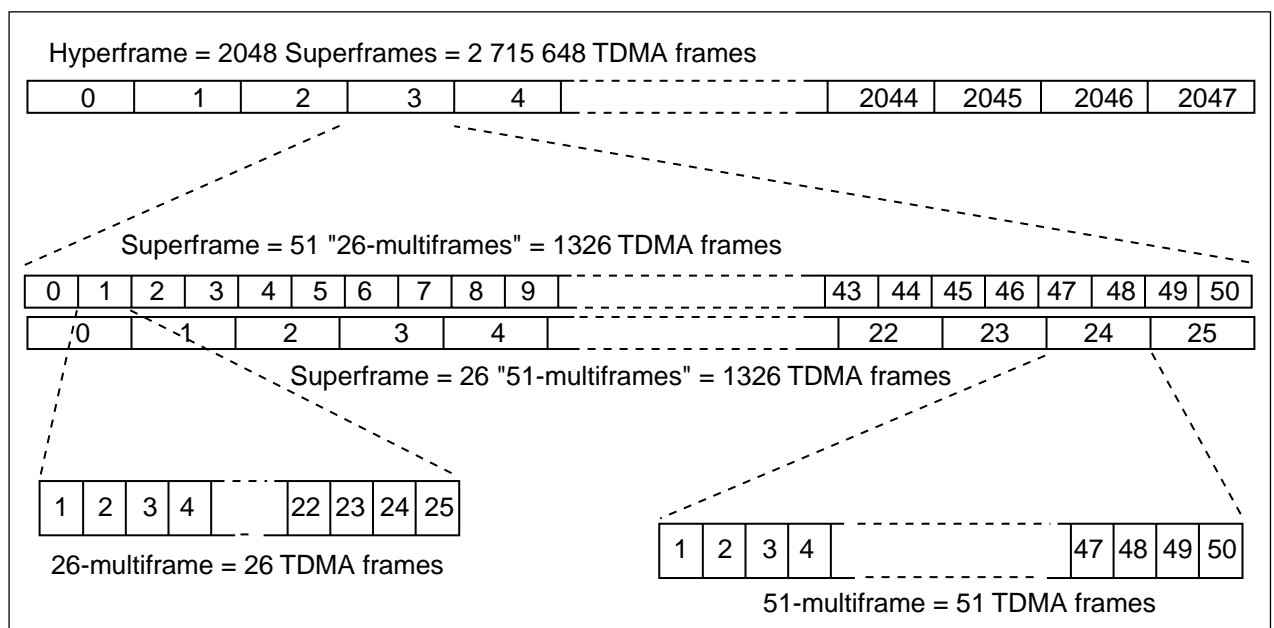 Hyperframe = 2048 Superframes = 2 715 648 TDMA frames
0 1 2 3 4 2044 2045 2046 2047
Superframe = 51 "26-multiframes" = 1326 TDMA frames
0 1 2 3 4 5 6 7 8 9 43 44 45 46 47 48 49 50
0 1 2 3 4 22 23 24 25
Superframe = 26 "51-multiframes" = 1326 TDMA frames
1 2 3 4 22 23 24 25
26-multiframe = 26 TDMA frames
1 2 3 4 47 48 49 50
51-multiframe = 51 TDMA frames